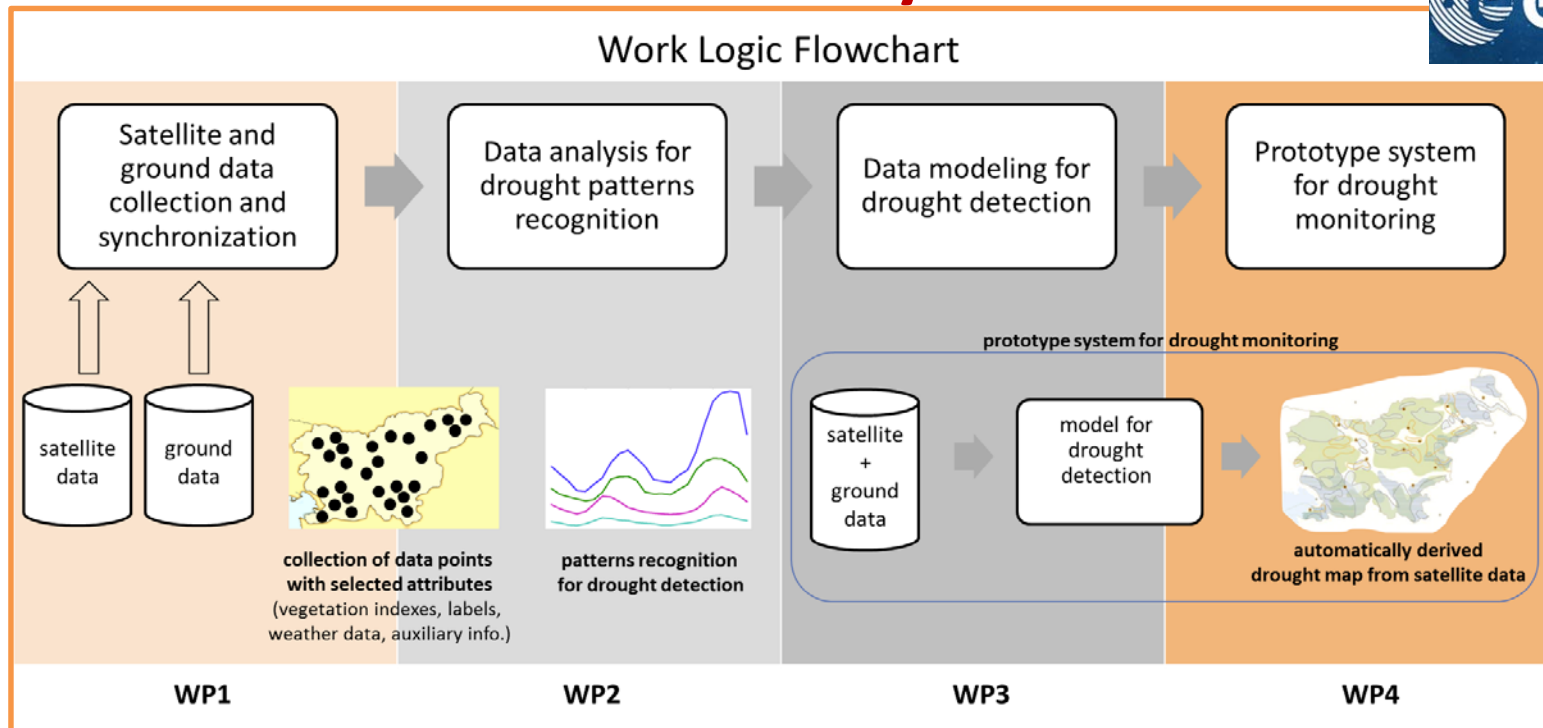 Work Logic Flowchart
Satellite and
ground data
collection and
synchronization
Data analysis for
drought patterns
recognition
Data modeling for
drought detection
Prototype system
for drought
monitoring
satellite
data
ground
data
collection of data points
with selected attributes
(vegetation indexes, labels,
weather data, auxiliary info.)
patterns recognition
for drought detection
prototype system for drought monitoring
satellite
+
ground
data
model for
drought
detection
automatically derived
drought map from satellite data
WP1
WP2
WP3
WP4